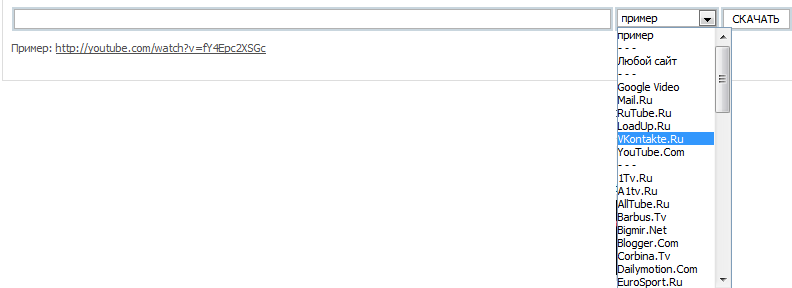 пример СКАЧАТЬ
Пример: http://youtube.com/watch?v=fY4Epc2XSGc
пример
- - -
Любой сайт
- - -
Google Video
Mail.Ru
RuTube.Ru
LoadUp.Ru
VKontakte.Ru
YouTube.Com
- - -
1Tv.Ru
A1tv.Ru
AllTube.Ru
Barbus.Tv
Bigmir.Net
Blogger.Com
Corbina.Tv
Dailymotion.Com
EuroSport.Ru